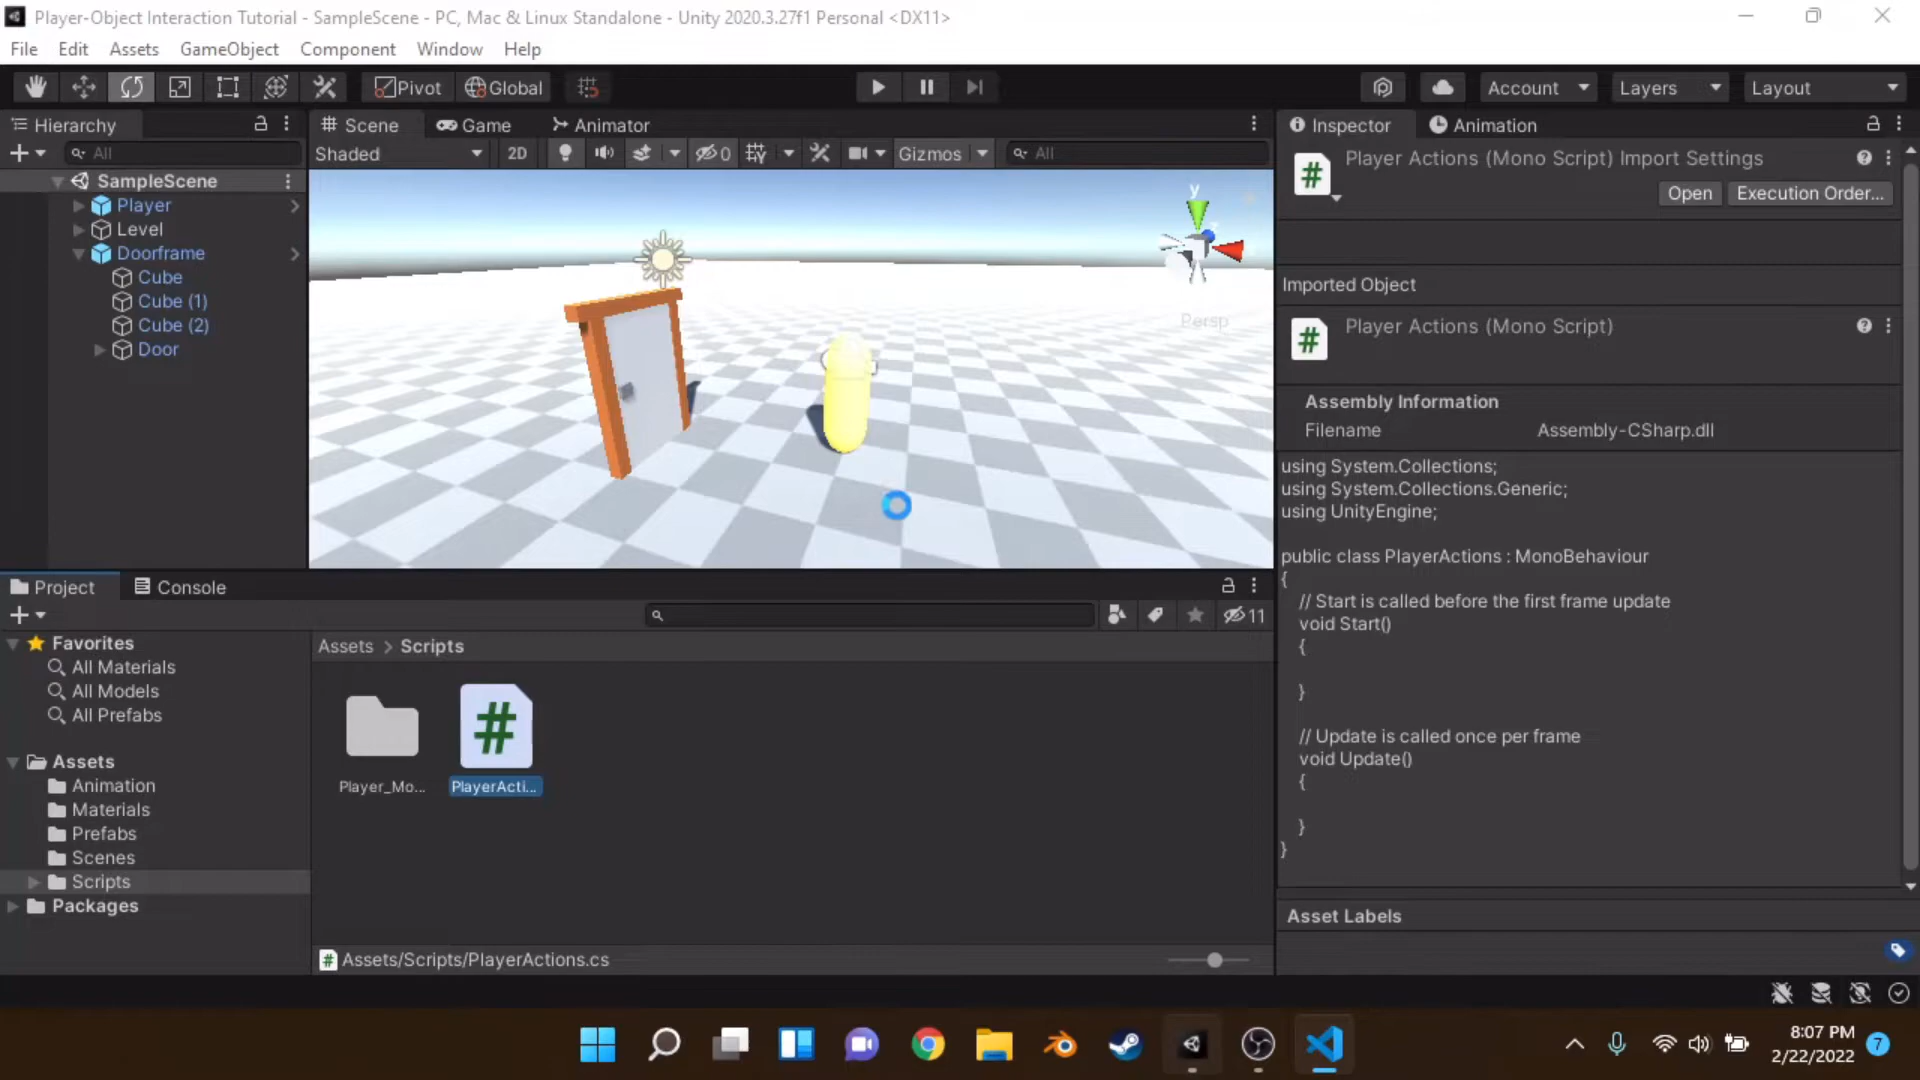 Player-Object Interaction Tutorial - SampleScene - PC, Mac & Linux Standalone - Unity 2020.3.27f1 Personal <DX11>
File Edit Assets GameObject Component Window Help
Pivot Global Account Layers Layout
Hierarchy
All
SampleScene
Player
Level
Doorframe
Cube
Cube (1)
Cube (2)
Door
Scene Game Animator
Shaded 2D 0 Gizmos All
y
Persp
Project Console
11
Favorites
All Materials
All Models
All Prefabs
Assets
Animation
Materials
Prefabs
Scenes
Scripts
Packages
Assets > Scripts
Player_Mo...
PlayerActi...
Assets/Scripts/PlayerActions.cs
Inspector Animation
Player Actions (Mono Script) Import Settings
Open Execution Order...
Imported Object
Player Actions (Mono Script)
Assembly Information
Filename Assembly-CSharp.dll
using System.Collections;
using System.Collections.Generic;
using UnityEngine;
public class PlayerActions : MonoBehaviour
{
// Start is called before the first frame update
void Start()
{
}
// Update is called once per frame
void Update()
{
}
}
Asset Labels
8:07 PM
2/22/2022
7